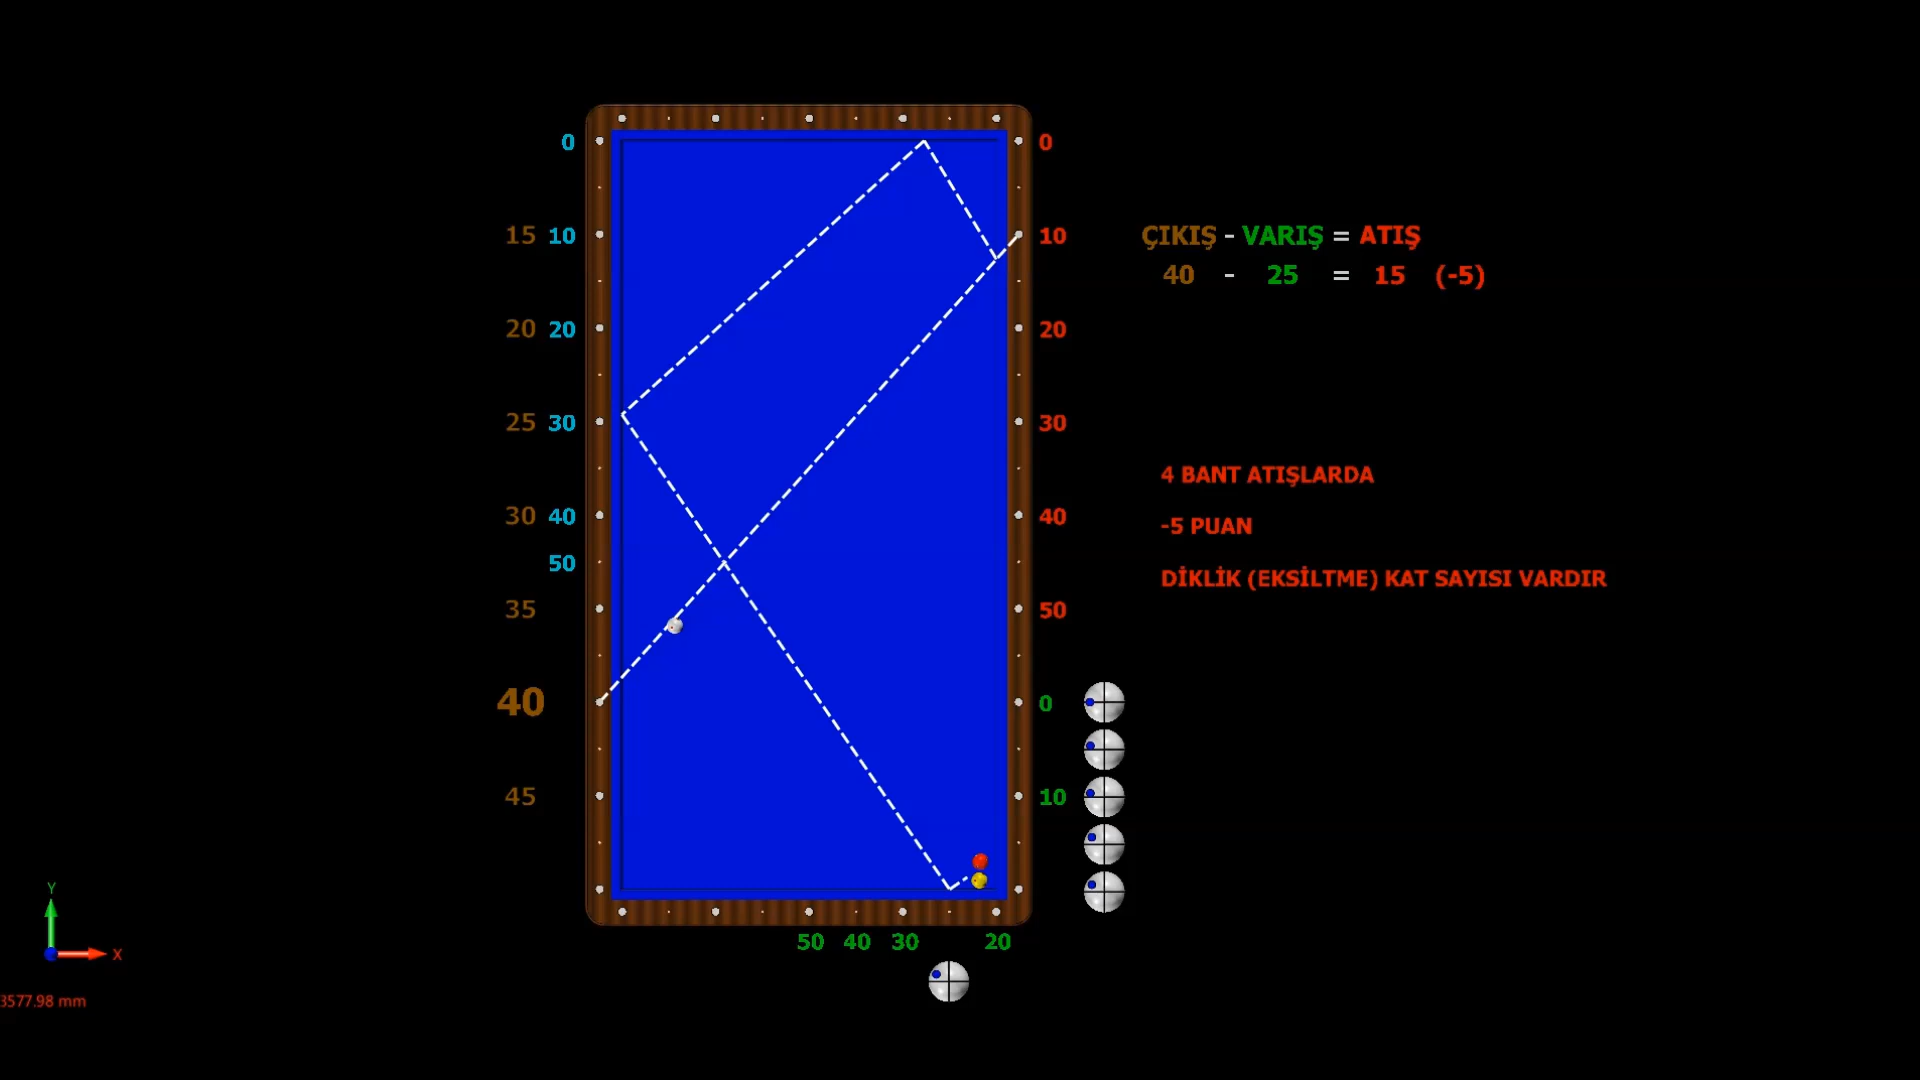 0 0
15 10 10
ÇIKIŞ - VARIŞ = ATIŞ
40 - 25 = 15 (-5)
20 20 20
25 30 30
4 BANT ATIŞLARDA
30 40 40
-5 PUAN
50
DİKLİK (EKSİLTME) KAT SAYISI VARDIR
35 50
40 0
45 10
Y
50 40 30 20
X
3577.98 mm